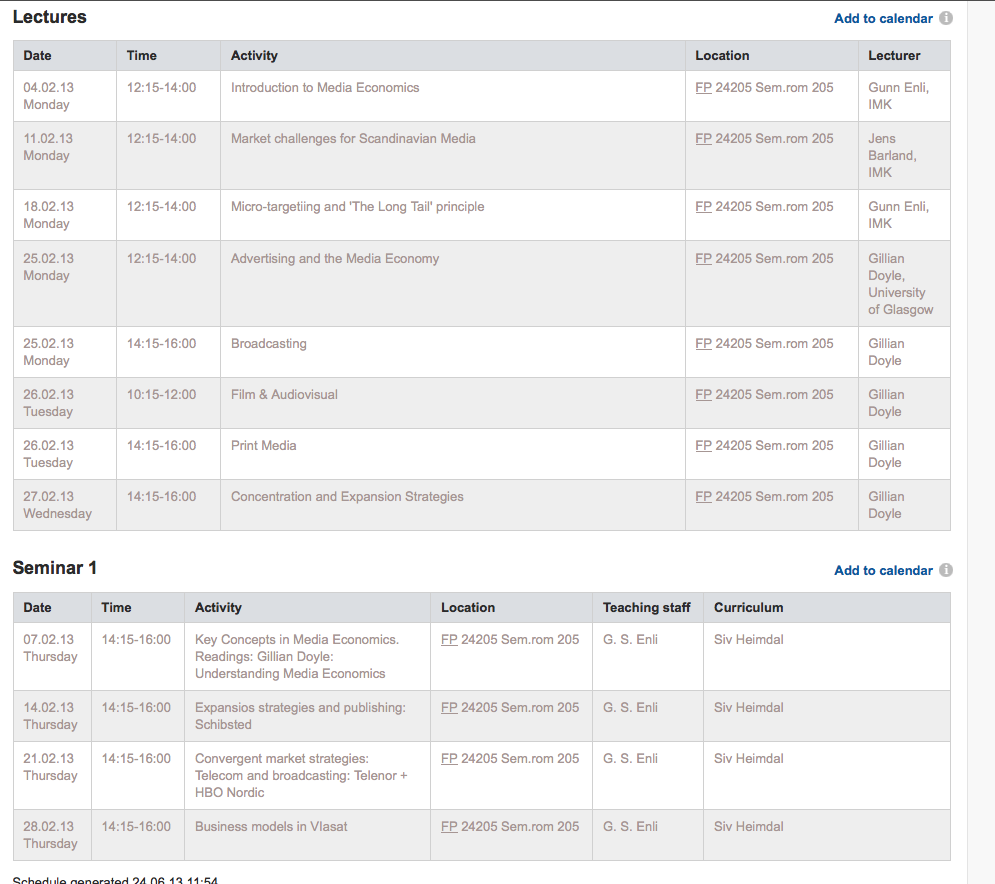 Lectures
Add to calendar
Date Time Activity Location Lecturer
04.02.13 12:15-14:00 Introduction to Media Economics FP 24205 Sem.rom 205 Gunn Enli,
Monday IMK
11.02.13 12:15-14:00 Market challenges for Scandinavian Media FP 24205 Sem.rom 205 Jens
Monday Barland,
IMK
18.02.13 12:15-14:00 Micro-targetiing and 'The Long Tail' principle FP 24205 Sem.rom 205 Gunn Enli,
Monday IMK
25.02.13 12:15-14:00 Advertising and the Media Economy FP 24205 Sem.rom 205 Gillian
Monday Doyle,
University
of Glasgow
25.02.13 14:15-16:00 Broadcasting FP 24205 Sem.rom 205 Gillian
Monday Doyle
26.02.13 10:15-12:00 Film & Audiovisual FP 24205 Sem.rom 205 Gillian
Tuesday Doyle
26.02.13 14:15-16:00 Print Media FP 24205 Sem.rom 205 Gillian
Tuesday Doyle
27.02.13 14:15-16:00 Concentration and Expansion Strategies FP 24205 Sem.rom 205 Gillian
Wednesday Doyle
Seminar 1
Add to calendar
Date Time Activity Location Teaching staff Curriculum
07.02.13 14:15-16:00 Key Concepts in Media Economics. FP 24205 Sem.rom 205 G. S. Enli Siv Heimdal
Thursday Readings: Gillian Doyle:
Understanding Media Economics
14.02.13 14:15-16:00 Expansios strategies and publishing: FP 24205 Sem.rom 205 G. S. Enli Siv Heimdal
Thursday Schibsted
21.02.13 14:15-16:00 Convergent market strategies: FP 24205 Sem.rom 205 G. S. Enli Siv Heimdal
Thursday Telecom and broadcasting: Telenor +
HBO Nordic
28.02.13 14:15-16:00 Business models in VIasat FP 24205 Sem.rom 205 G. S. Enli Siv Heimdal
Thursday
Schedule generated 24.06.13 11:54